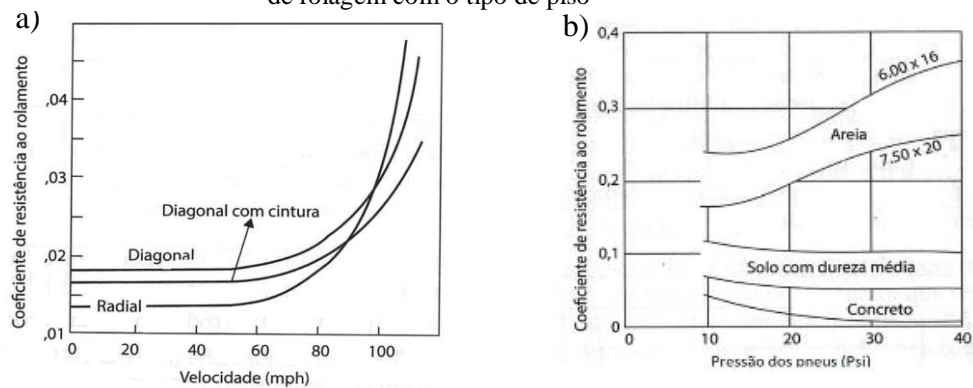 de rolagem com o tipo de piso
a)
Coeficiente de resistência ao rolamento
,04
,03
,02
,01
Diagonal com cintura
Diagonal
Radial
0 20 40 60 80 100
Velocidade (mph)
b)
Coeficiente de resistência ao rolamento
0,4
0,3
0,2
0,1
0
6.00 x 16
Areia
7.50 x 20
Solo com dureza média
Concreto
0 10 20 30 40
Pressão dos pneus (Psi)